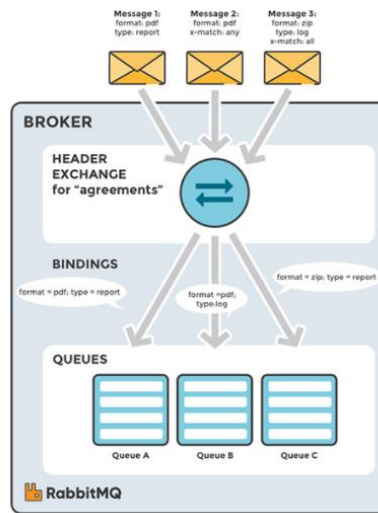 Message 1:
format: pdf
type: report
Message 2:
format: pdf
x-match: any
Message 3:
format: zip
type: log
x-match: all
BROKER
HEADER
EXCHANGE
for "agreements"
BINDINGS
format = pdf; type = report
format =pdf;
type:log
format = zip; type = report
QUEUES
Queue A
Queue B
Queue C
RabbitMQ